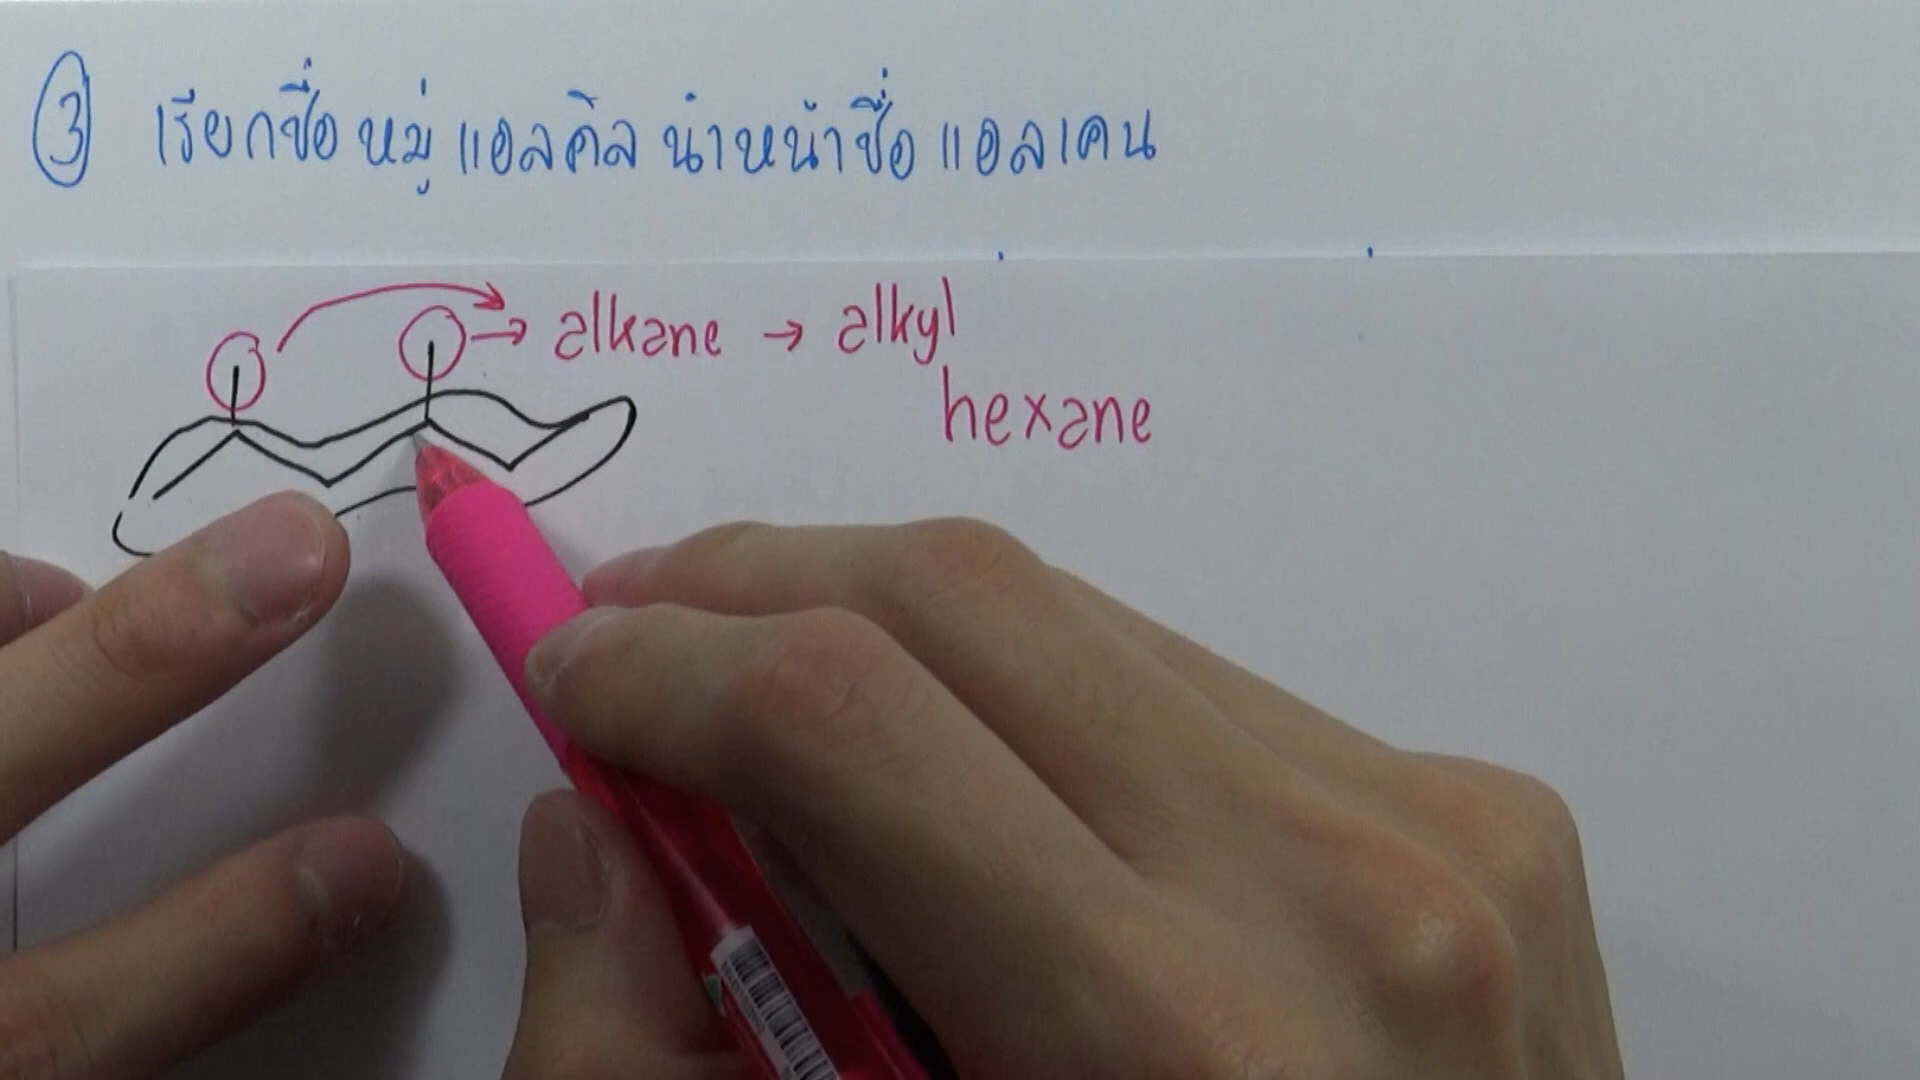 ③ เรียกชื่อหมู่แอลคิลนำหน้าชื่อแอลเคน
→ alkane → alkyl
hexane